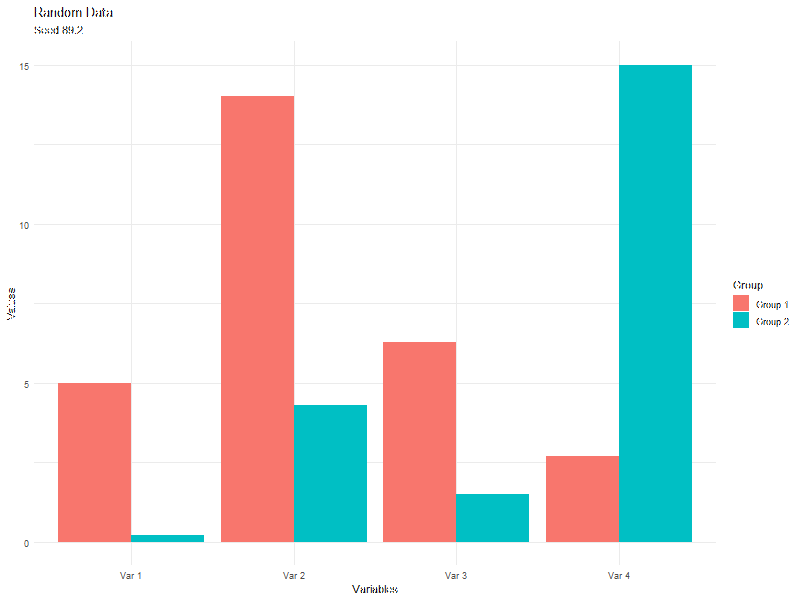 Random Data
Seed 89.2
15
10
5
0
Values
Var 1
Var 2
Var 3
Var 4
Variables
Group
Group 1
Group 2